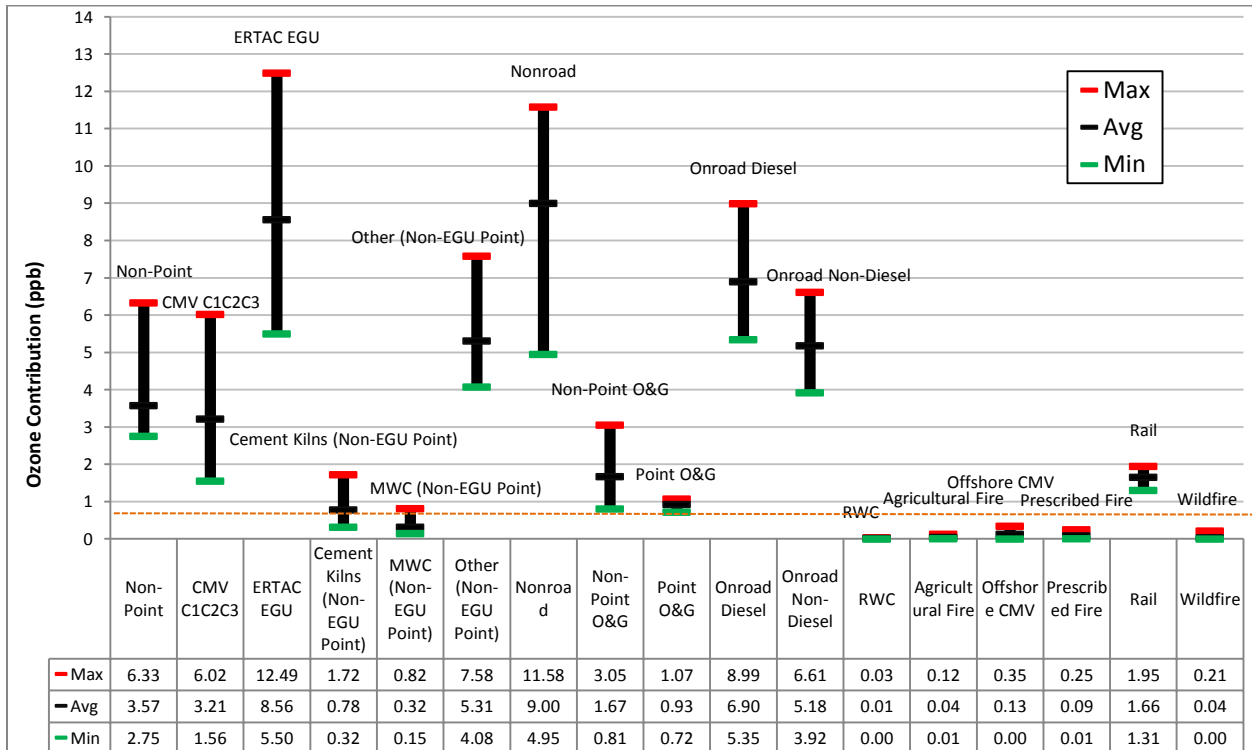 14
13
12
11
10
9
8
7
6
5
4
3
2
1
0
Ozone Contribution (ppb)
ERTAC EGU
Nonroad
Max
Avg
Min
Onroad Diesel
Other (Non-EGU Point)
Non-Point
Onroad Non-Diesel
CMV C1C2C3
Non-Point O&G
Cement Kilns (Non-EGU Point)
Rail
Point O&G
MWC (Non-EGU Point)
Offshore CMV
Agricultural Fire
Prescribed Fire
Wildfire
RWC
Non-
Point
CMV
C1C2C3
ERTAC
EGU
Cement
Kilns
(Non-
EGU
Point)
MWC
(Non-
EGU
Point)
Other
(Non-
EGU
Point)
Nonroa
d
Non-
Point
O&G
Point
O&G
Onroad
Diesel
Onroad
Non-
Diesel
RWC
Agricult
ural Fire
Offshor
e CMV
Prescrib
ed Fire
Rail
Wildfire
Max 6.33 6.02 12.49 1.72 0.82 7.58 11.58 3.05 1.07 8.99 6.61 0.03 0.12 0.35 0.25 1.95 0.21
Avg 3.57 3.21 8.56 0.78 0.32 5.31 9.00 1.67 0.93 6.90 5.18 0.01 0.04 0.13 0.09 1.66 0.04
Min 2.75 1.56 5.50 0.32 0.15 4.08 4.95 0.81 0.72 5.35 3.92 0.00 0.01 0.00 0.01 1.31 0.00